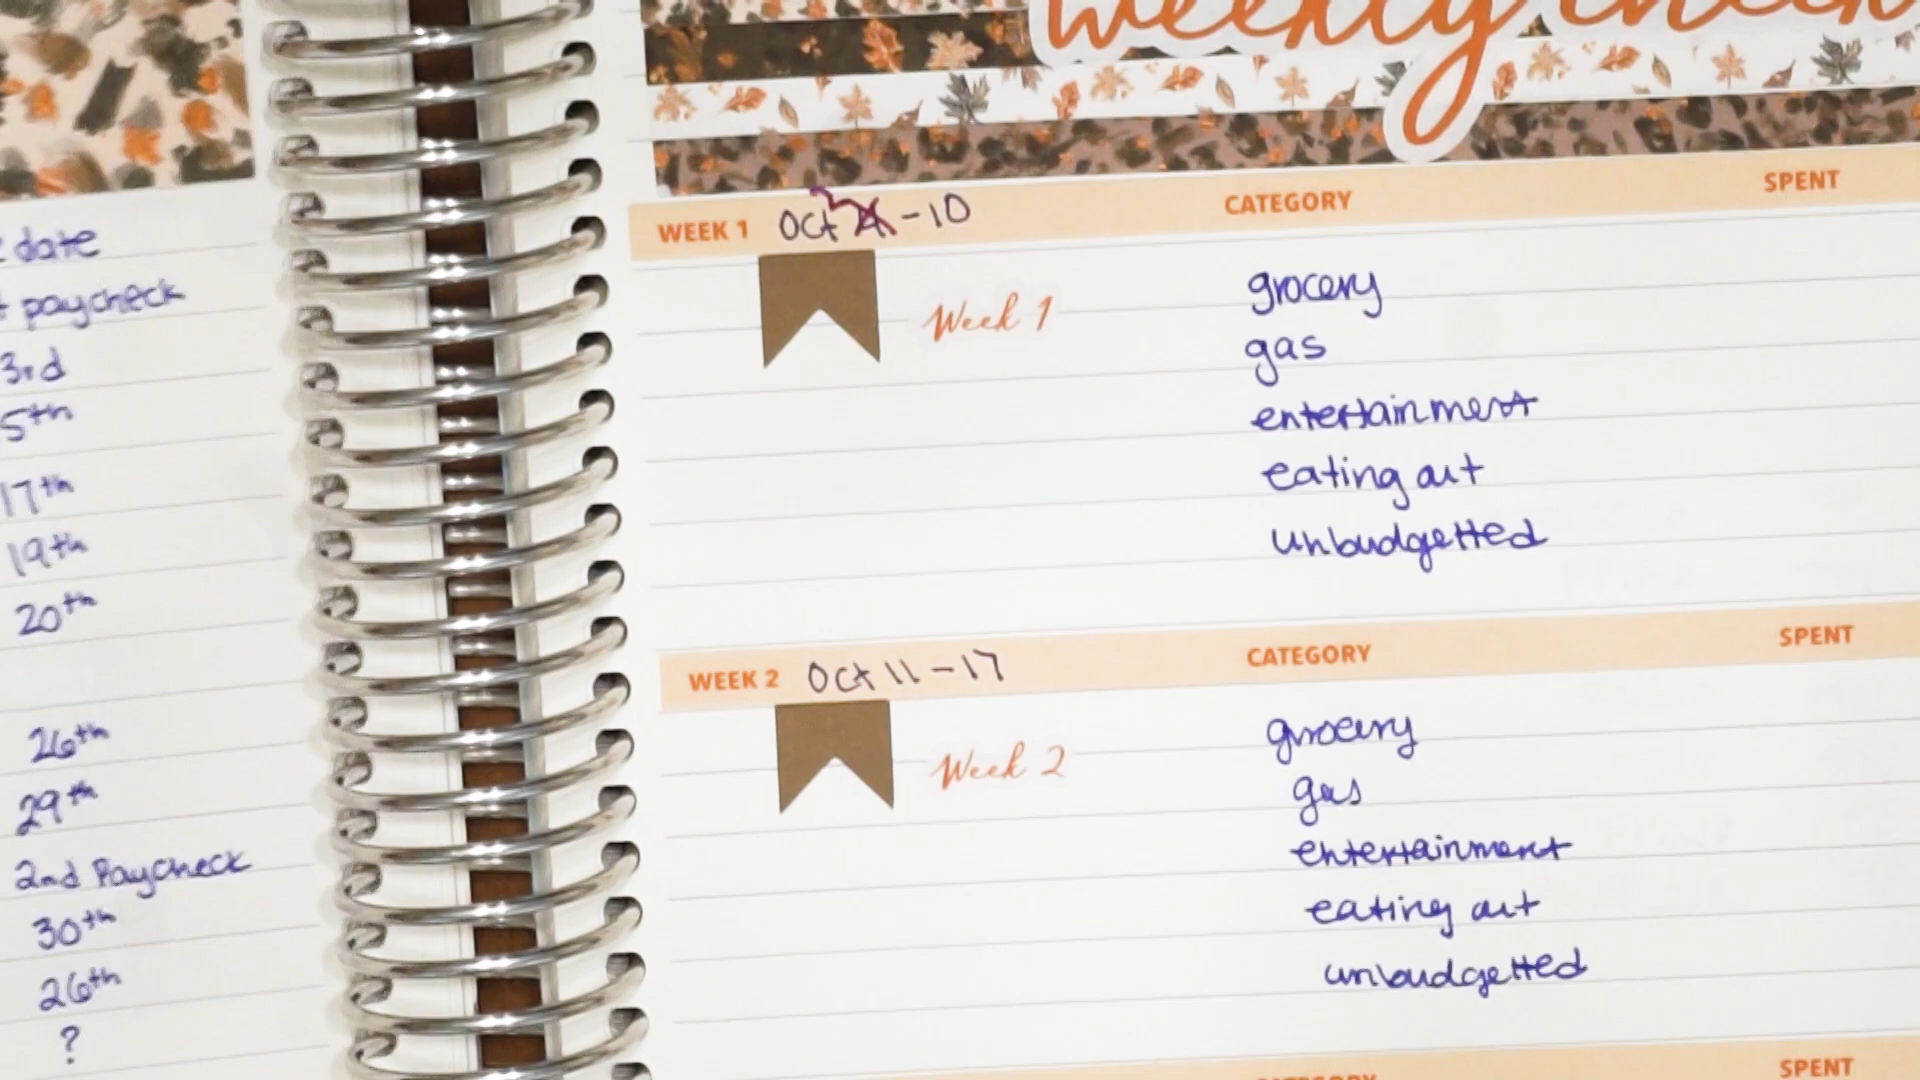 date
paycheck
3rd
5th
17th
19th
20th
26th
29th
2nd Paycheck
30th
26th
?
weekly check
WEEK 1 Oct - 10 CATEGORY SPENT
Week 1
grocery
gas
entertainment
eating out
unbudgetted
WEEK 2 Oct 11 - 17 CATEGORY SPENT
Week 2
grocery
gas
entertainment
eating out
unbudgetted
CATEGORY SPENT